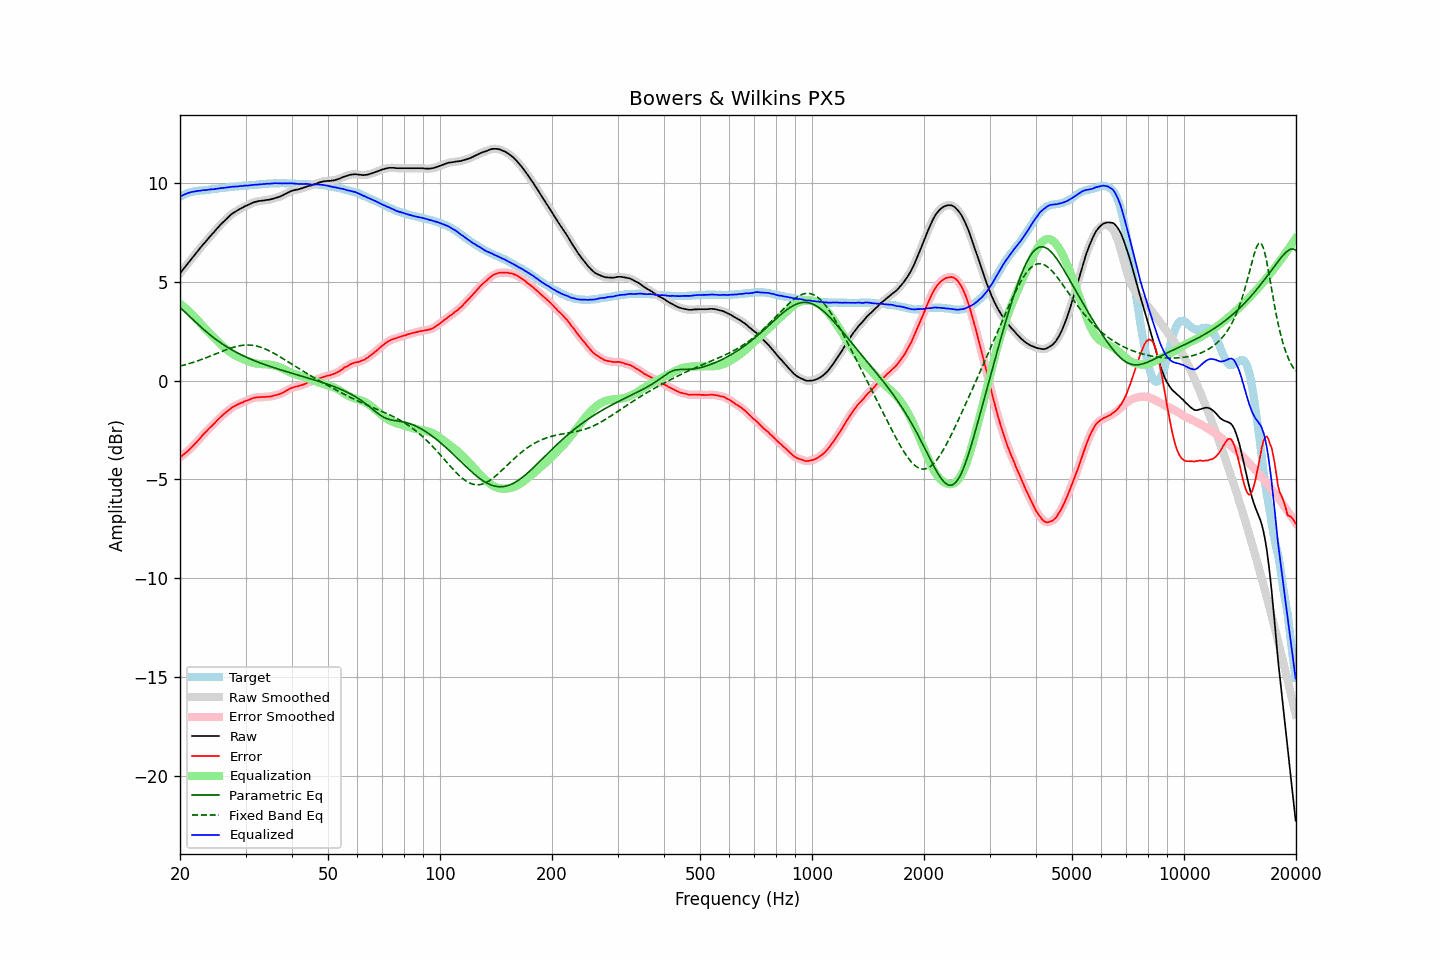 Bowers & Wilkins PX5
10
5
0
−5
−10
−15
−20
Amplitude (dBr)
Target
Raw Smoothed
Error Smoothed
Raw
Error
Equalization
Parametric Eq
Fixed Band Eq
Equalized
20 50 100 200 500 1000 2000 5000 10000 20000
Frequency (Hz)